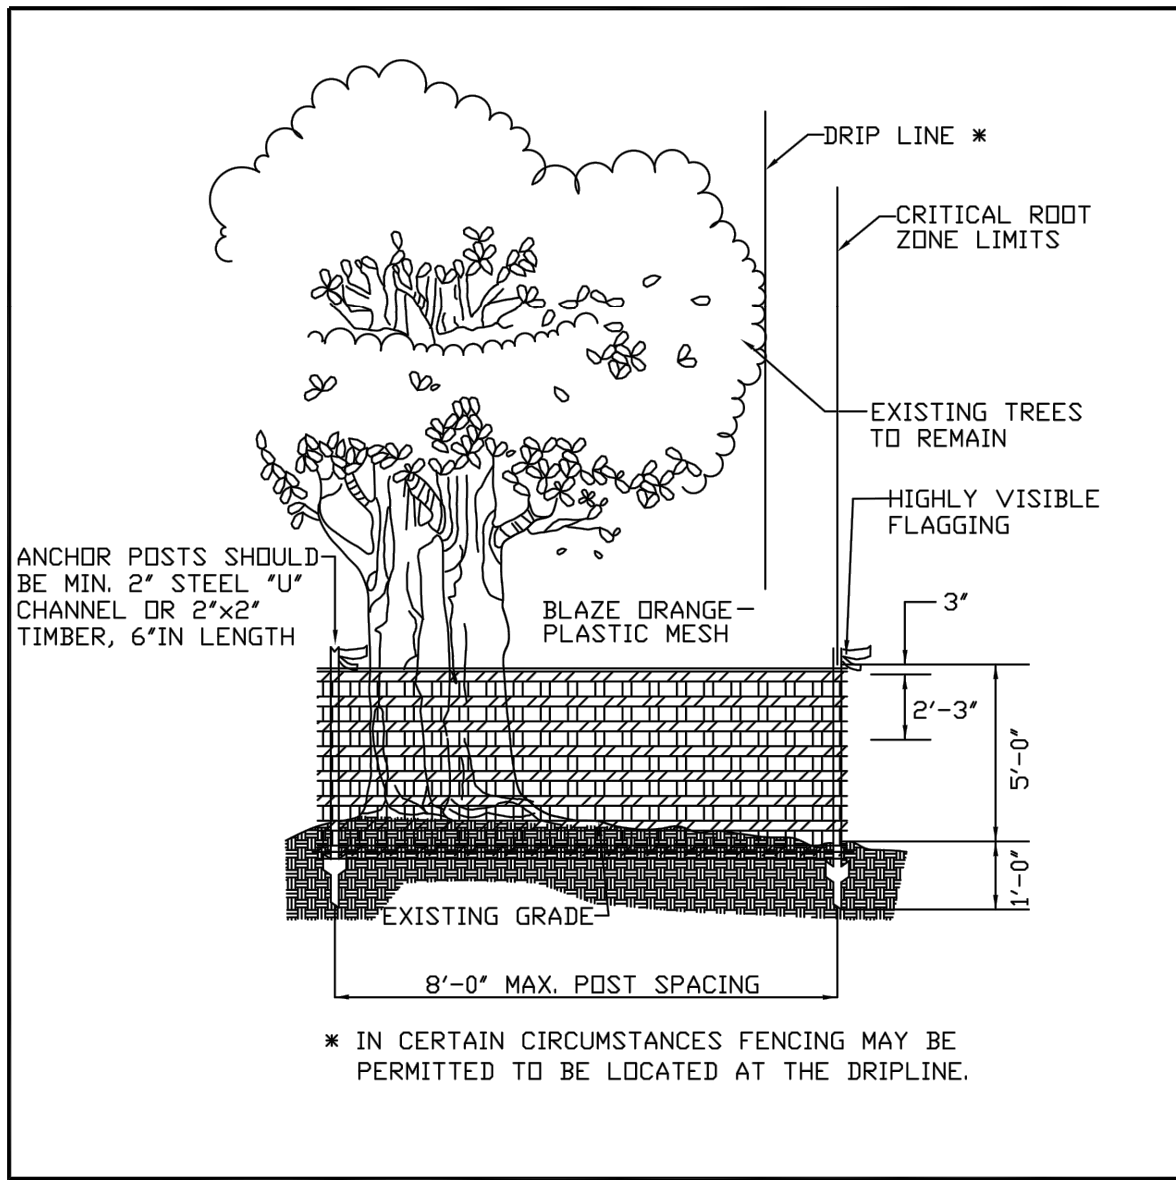 DRIP LINE *
CRITICAL ROOT
ZONE LIMITS
EXISTING TREES
TO REMAIN
HIGHLY VISIBLE
FLAGGING
ANCHOR POSTS SHOULD
BE MIN. 2" STEEL "U"
CHANNEL OR 2"x2"
TIMBER, 6"IN LENGTH
BLAZE ORANGE
PLASTIC MESH
3"
2'-3"
5'-0"
1'-0"
EXISTING GRADE
8'-0" MAX. POST SPACING
* IN CERTAIN CIRCUMSTANCES FENCING MAY BE
PERMITTED TO BE LOCATED AT THE DRIPLINE.